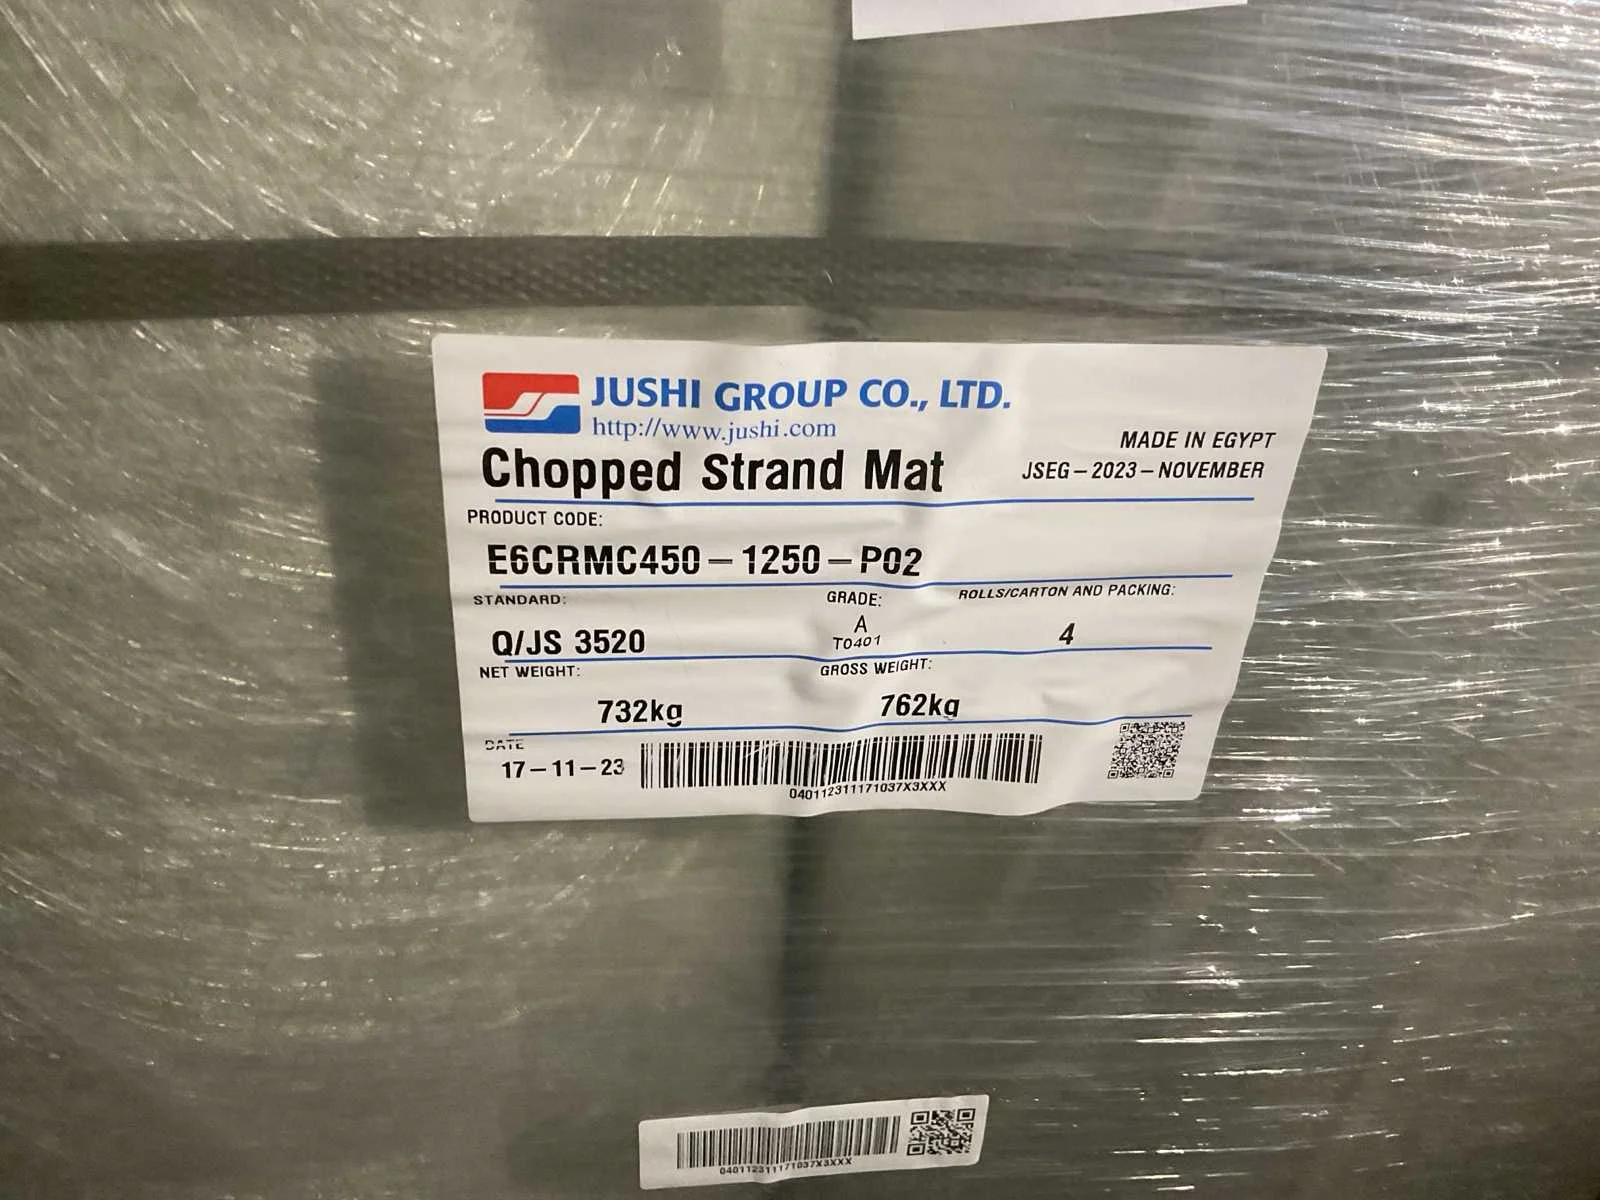 JUSHI GROUP CO., LTD.
http://www.jushi.com
Chopped Strand Mat
MADE IN EGYPT
JSEG-2023-NOVEMBER
PRODUCT CODE:
E6CRMC450-1250-P02
STANDARD:
GRADE:
ROLLS/CARTON AND PACKING:
Q/JS 3520
A
T0401
4
NET WEIGHT:
GROSS WEIGHT:
732kg
762kg
DATE
17-11-23
040112311171037X3XXX
040112311171037X3XXX